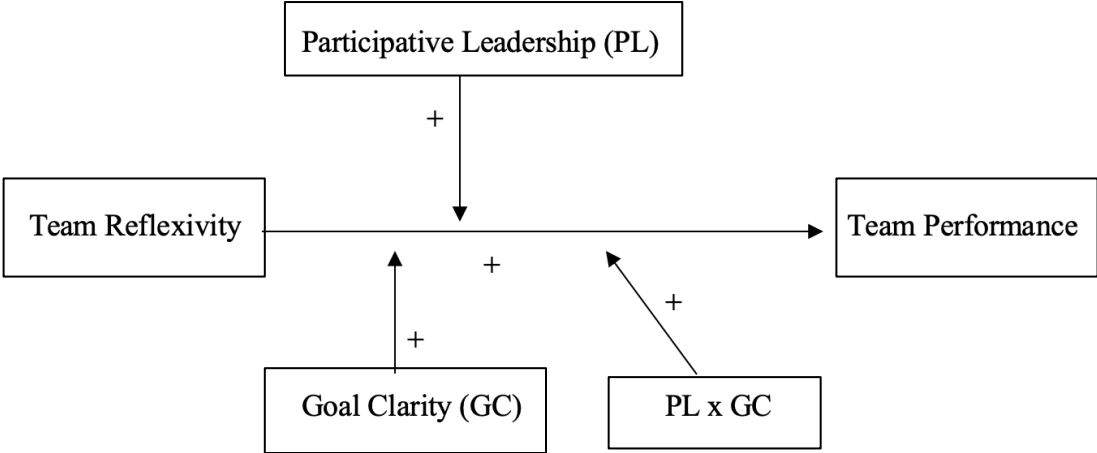 Participative Leadership (PL)
+
Team Reflexivity
Team Performance
+
+
+
Goal Clarity (GC)
PL x GC